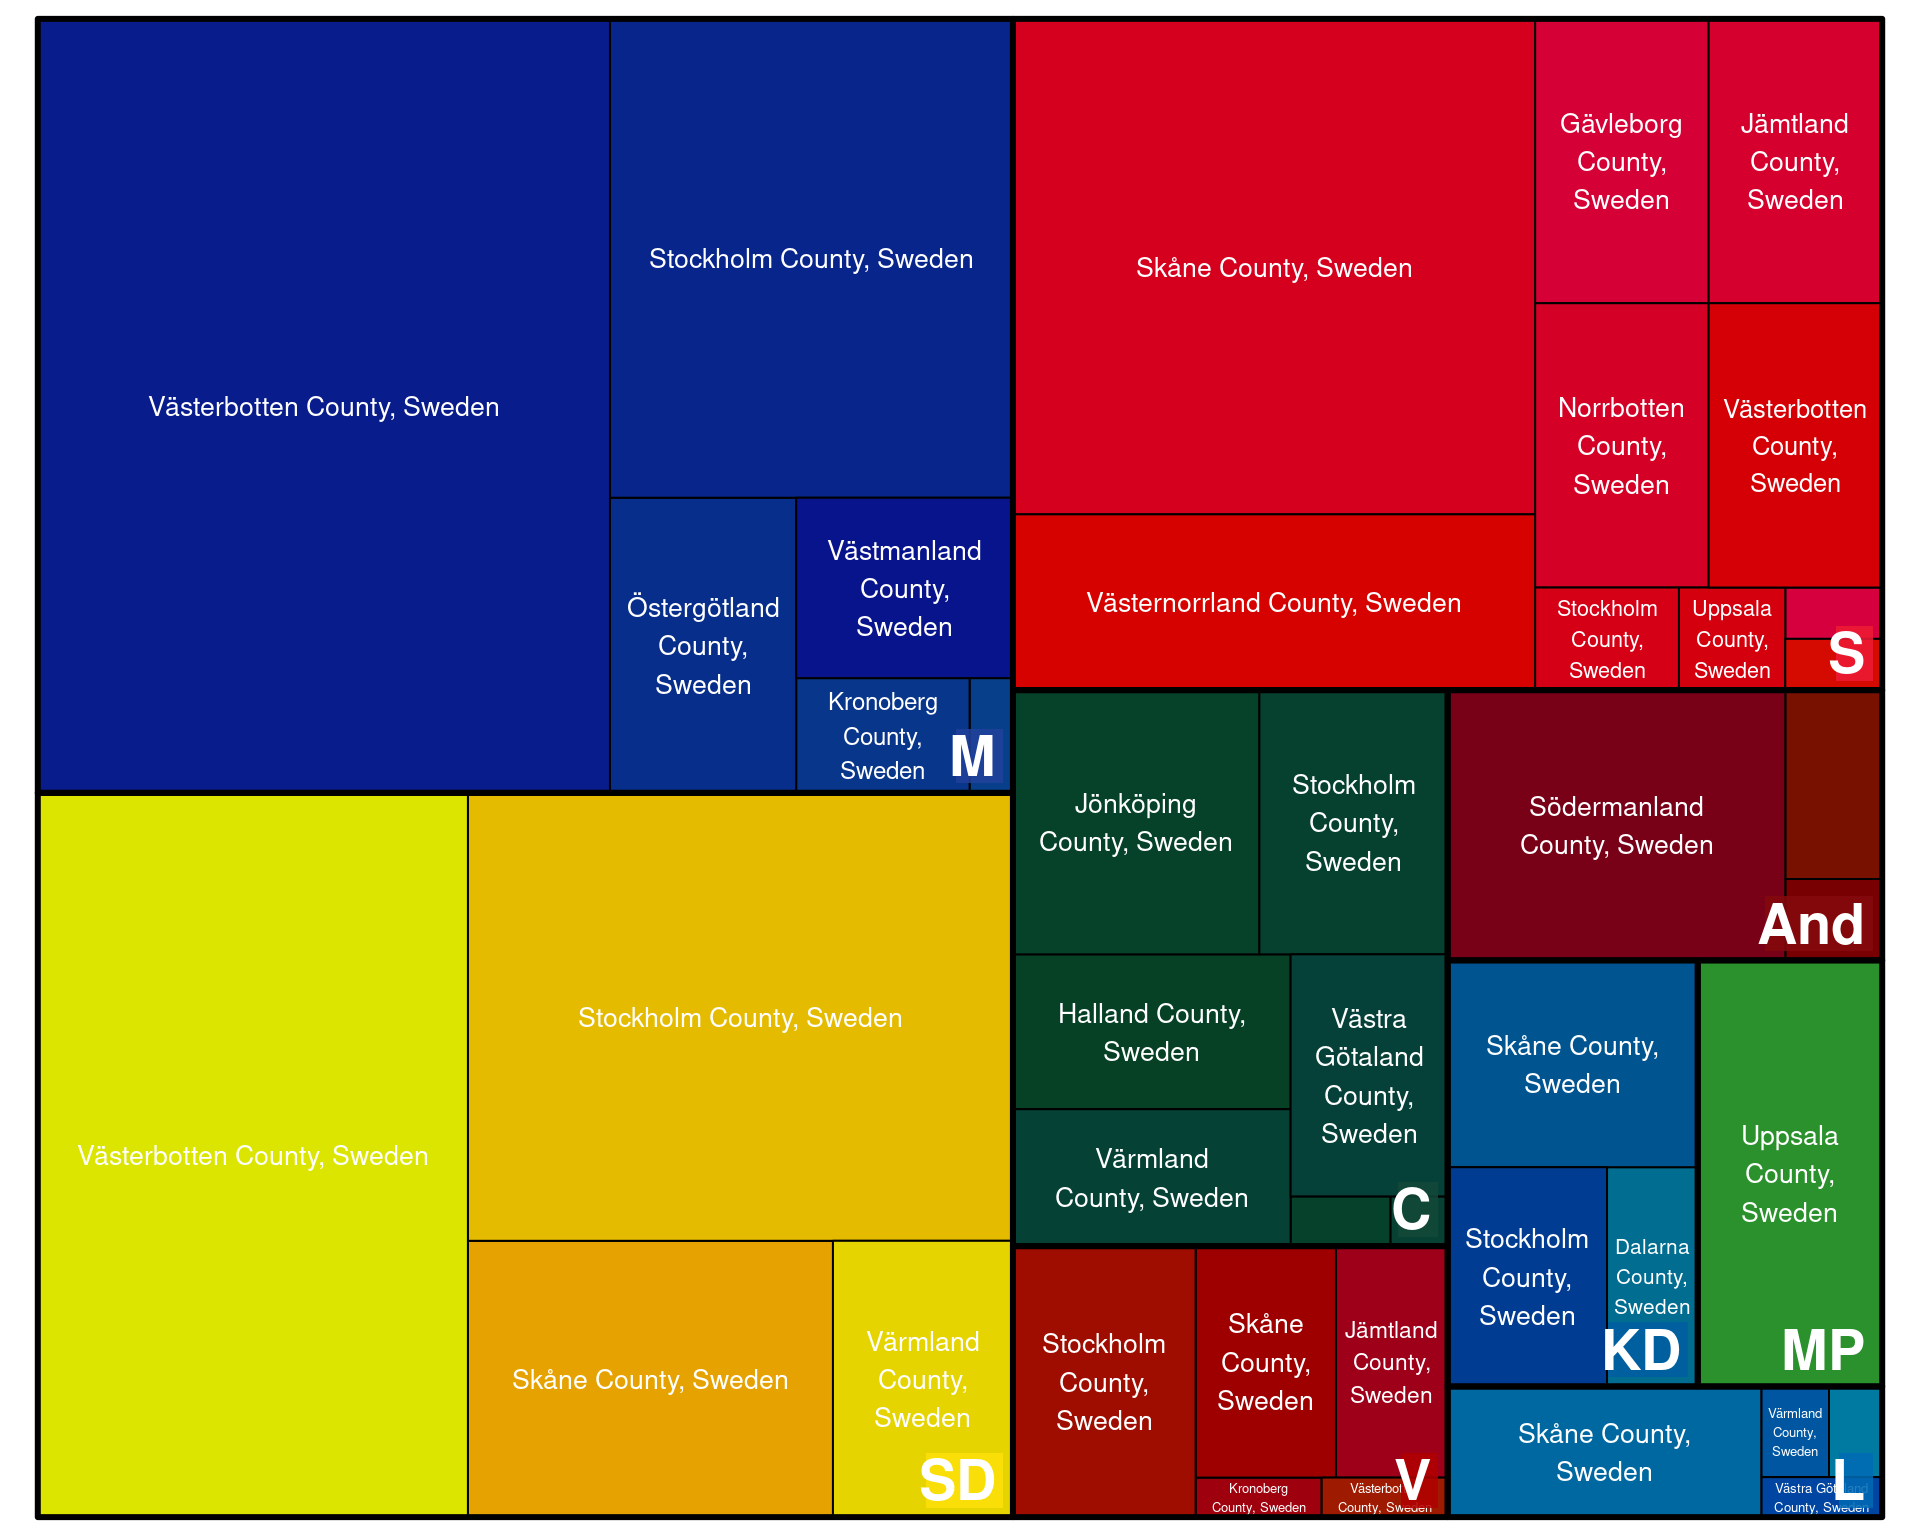 Västerbotten County, Sweden
Stockholm County, Sweden
Östergötland
County,
Sweden
Västmanland
County,
Sweden
Kronoberg
County,
Sweden
M
Skåne County, Sweden
Västernorrland County, Sweden
Gävleborg
County,
Sweden
Jämtland
County,
Sweden
Norrbotten
County,
Sweden
Västerbotten
County,
Sweden
Stockholm
County,
Sweden
Uppsala
County,
Sweden
S
Västerbotten County, Sweden
Stockholm County, Sweden
Skåne County, Sweden
Värmland
County,
Sweden
SD
Jönköping
County, Sweden
Stockholm
County,
Sweden
Halland County,
Sweden
Västra
Götaland
County,
Sweden
Värmland
County, Sweden
C
Södermanland
County, Sweden
And
Skåne County,
Sweden
Stockholm
County,
Sweden
Dalarna
County,
Sweden
KD
Uppsala
County,
Sweden
MP
Stockholm
County,
Sweden
Skåne
County,
Sweden
Jämtland
County,
Sweden
Kronoberg
County, Sweden
Västerbotten
County, Sweden
V
Skåne County,
Sweden
Värmland
County,
Sweden
Västra Götaland
County, Sweden
L